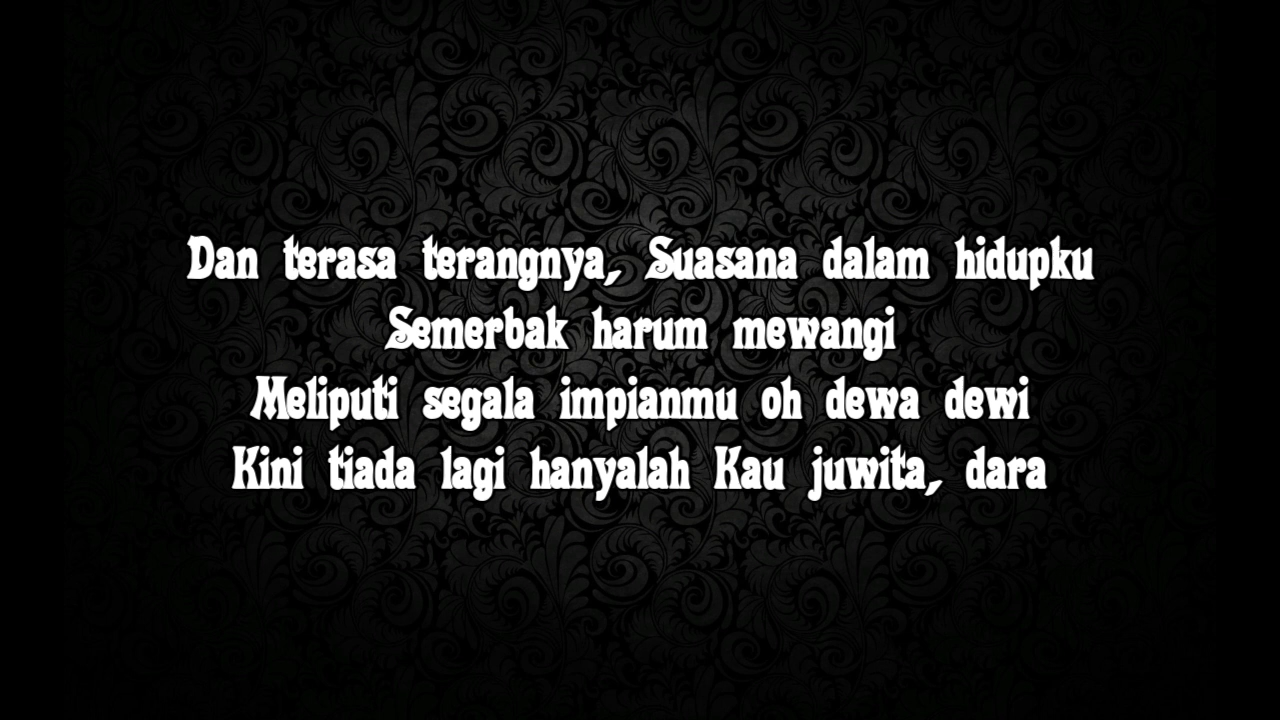 Dan terasa terangnya, Suasana dalam hidupku
Semerbak harum mewangi
Meliputi segala impianmu oh dewa dewi
Kini tiada lagi hanyalah Kau juwita, dara